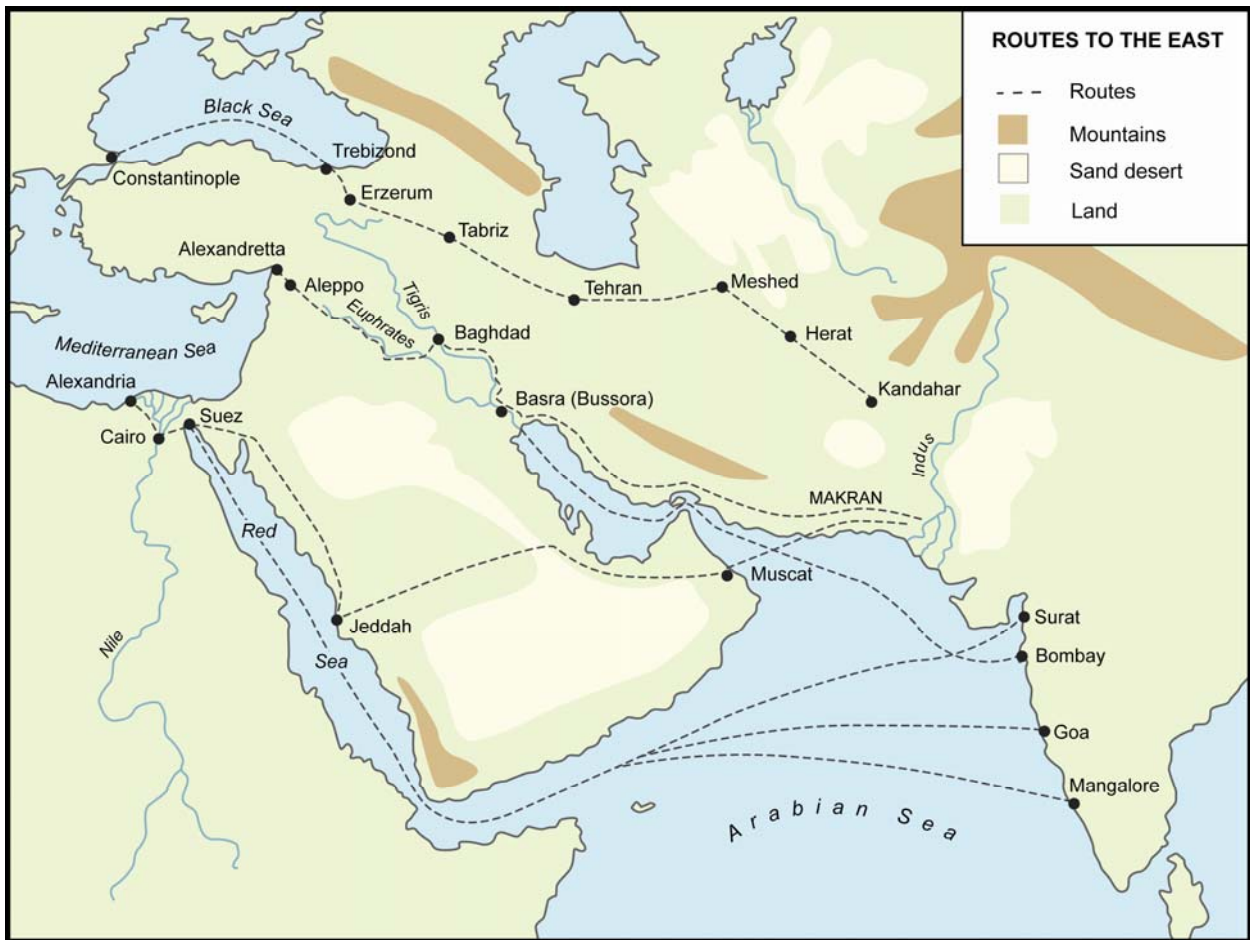 ROUTES TO THE EAST
Routes
Mountains
Sand desert
Land
Black Sea
Constantinople
Trebizond
Erzerum
Tabriz
Alexandretta
Aleppo
Tehran
Meshed
Tigris
Euphrates
Baghdad
Herat
Mediterranean Sea
Alexandria
Kandahar
Suez
Basra (Bussora)
Cairo
Indus
MAKRAN
Red
Sea
Muscat
Jeddah
Nile
Surat
Bombay
Goa
Mangalore
Arabian Sea